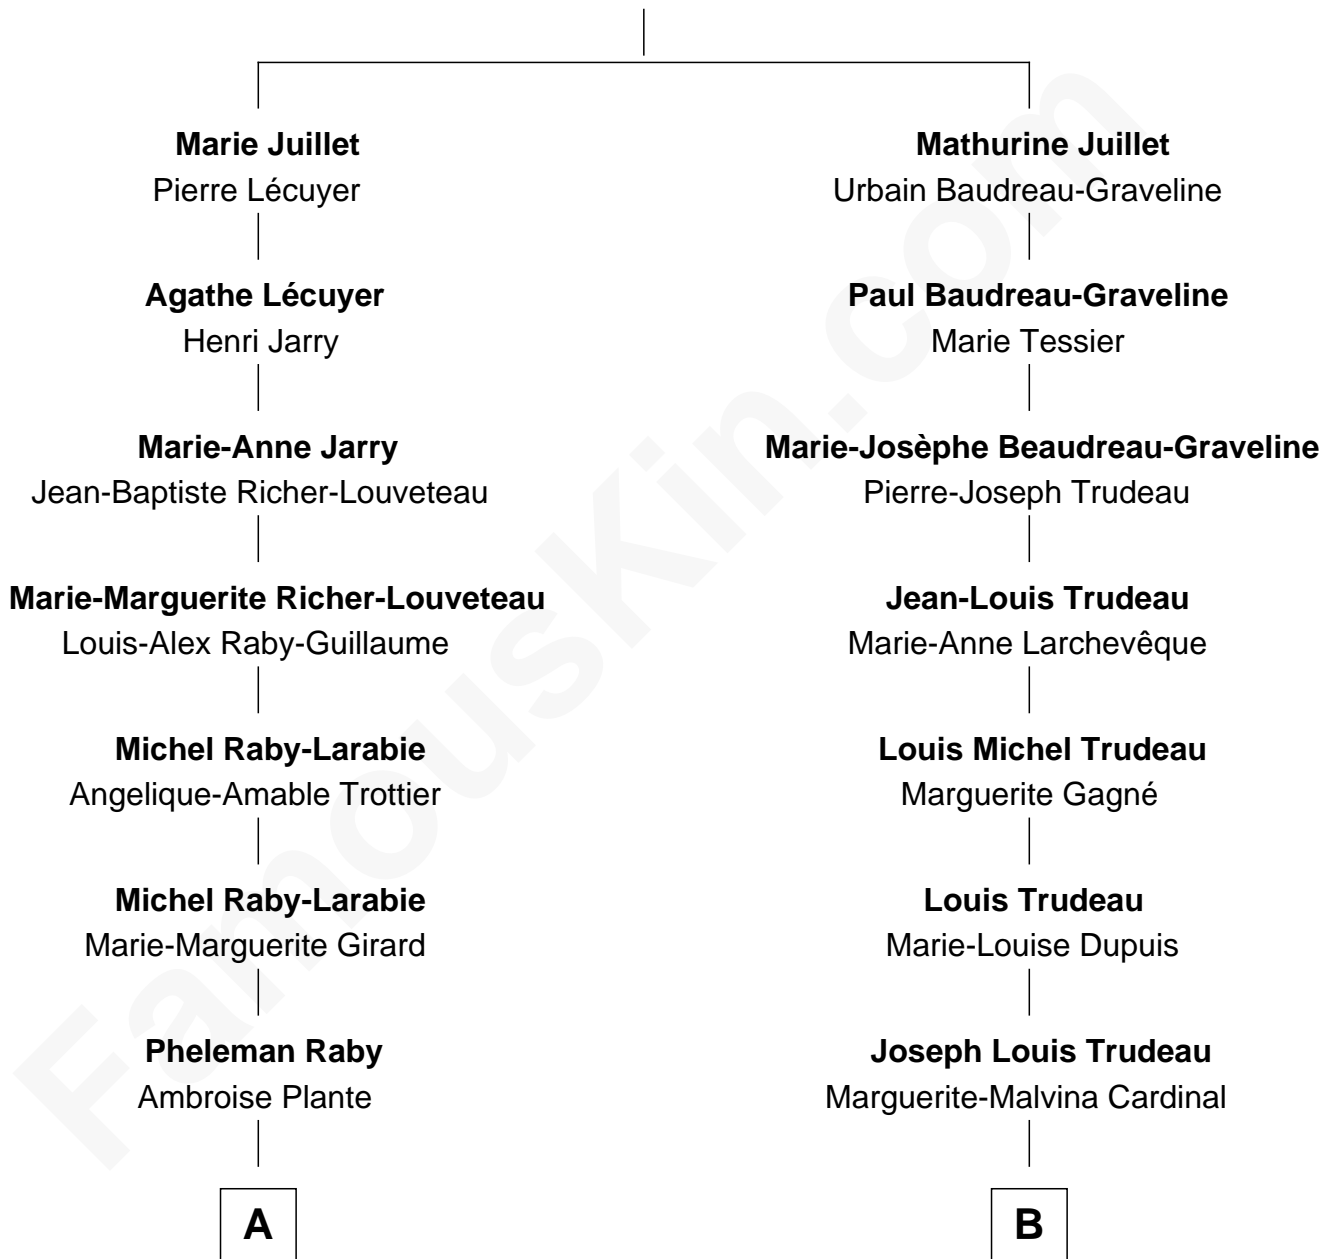 Marie Juillet
Pierre Lécuyer
Agathe Lécuyer
Henri Jarry
Marie-Anne Jarry
Jean-Baptiste Richer-Louveteau
Marie-Marguerite Richer-Louveteau
Louis-Alex Raby-Guillaume
Michel Raby-Larabie
Angelique-Amable Trottier
Michel Raby-Larabie
Marie-Marguerite Girard
Pheleman Raby
Ambroise Plante
A
Mathurine Juillet
Urbain Baudreau-Graveline
Paul Baudreau-Graveline
Marie Tessier
Marie-Josèphe Beaudreau-Graveline
Pierre-Joseph Trudeau
Jean-Louis Trudeau
Marie-Anne Larchevêque
Louis Michel Trudeau
Marguerite Gagné
Louis Trudeau
Marie-Louise Dupuis
Joseph Louis Trudeau
Marguerite-Malvina Cardinal
B
FamousKin.com